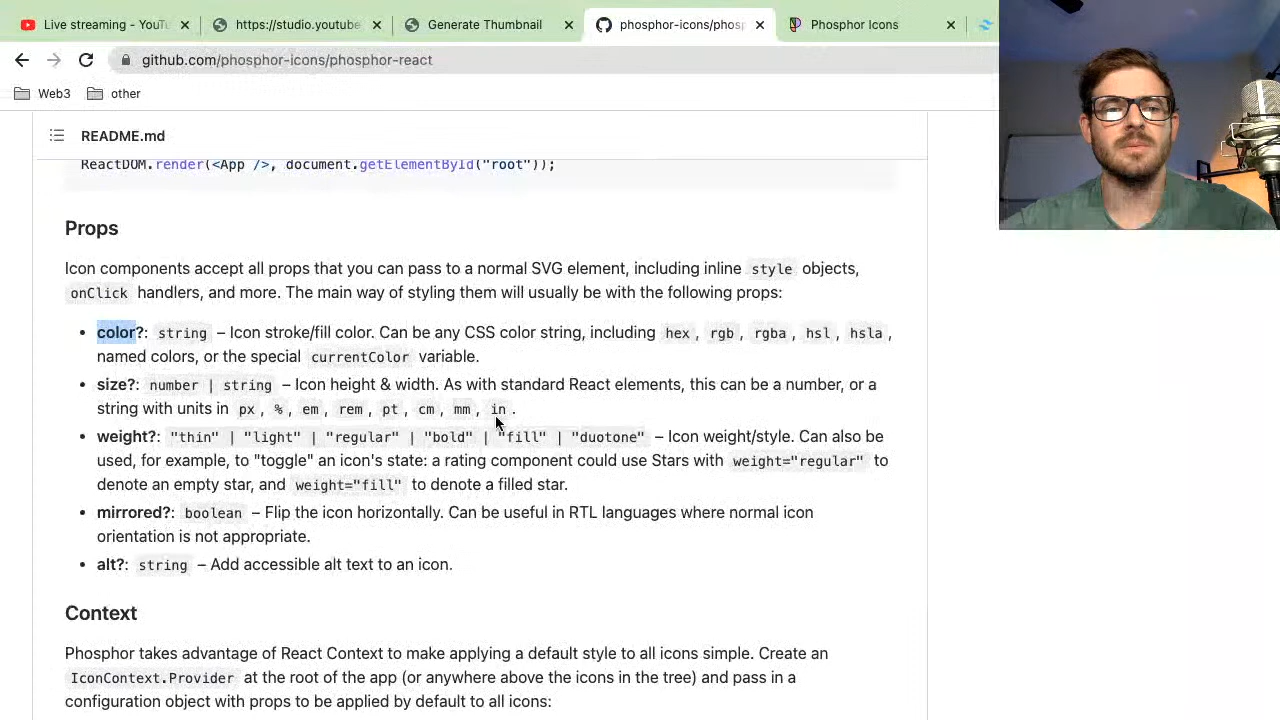 Live streaming - YouTu
https://studio.youtube
Generate Thumbnail
phosphor-icons/phosp
Phosphor Icons
github.com/phosphor-icons/phosphor-react
Web3
other
README.md
ReactDOM.render(<App />, document.getElementById("root"));
Props
Icon components accept all props that you can pass to a normal SVG element, including inline style objects,
onClick handlers, and more. The main way of styling them will usually be with the following props:
• color?: string – Icon stroke/fill color. Can be any CSS color string, including hex, rgb, rgba, hsl, hsla,
named colors, or the special currentColor variable.
• size?: number | string – Icon height & width. As with standard React elements, this can be a number, or a
string with units in px, %, em, rem, pt, cm, mm, in.
• weight?: "thin" | "light" | "regular" | "bold" | "fill" | "duotone" – Icon weight/style. Can also be
used, for example, to "toggle" an icon's state: a rating component could use Stars with weight="regular" to
denote an empty star, and weight="fill" to denote a filled star.
• mirrored?: boolean – Flip the icon horizontally. Can be useful in RTL languages where normal icon
orientation is not appropriate.
• alt?: string – Add accessible alt text to an icon.
Context
Phosphor takes advantage of React Context to make applying a default style to all icons simple. Create an
IconContext.Provider at the root of the app (or anywhere above the icons in the tree) and pass in a
configuration object with props to be applied by default to all icons: